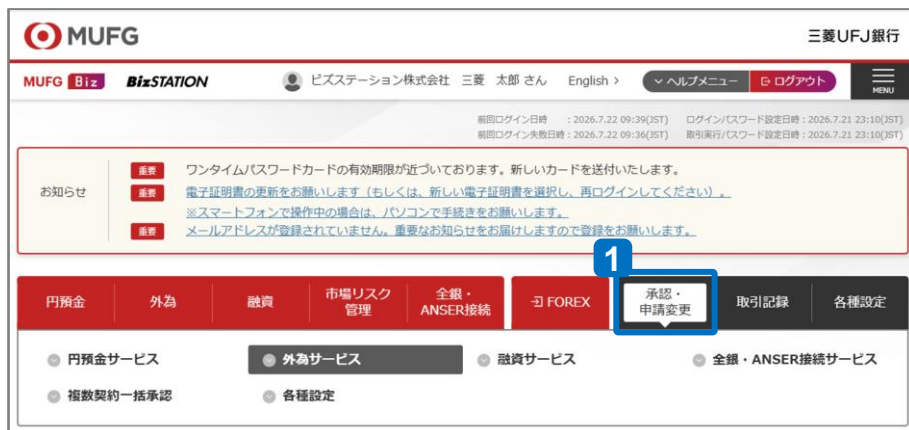 MUFG 三菱UFJ銀行
MUFG Biz BizSTATION ビズステーション株式会社 三菱 太郎 さん English › ヘルプメニュー ログアウト MENU
前回ログイン日時 : 2026.7.22 09:39(JST) ログインパスワード設定日時 : 2026.7.21 23:10(JST)
前回ログイン失敗日時 : 2026.7.22 09:36(JST) 取引実行パスワード設定日時 : 2026.7.21 23:10(JST)
重要 ワンタイムパスワードカードの有効期限が近づいております。新しいカードを送付いたします。
お知らせ 重要 電子証明書の更新をお願いします（もしくは、新しい電子証明書を選択し、再ログインしてください）。
※スマートフォンで操作中の場合は、パソコンで手続きをお願いします。
重要 メールアドレスが登録されていません。重要なお知らせをお届けしますので登録をお願いします。
1
円預金 外為 融資 市場リスク管理 全銀・ANSER接続 FOREX 承認・申請変更 取引記録 各種設定
円預金サービス 外為サービス 融資サービス 全銀・ANSER接続サービス
複数契約一括承認 各種設定